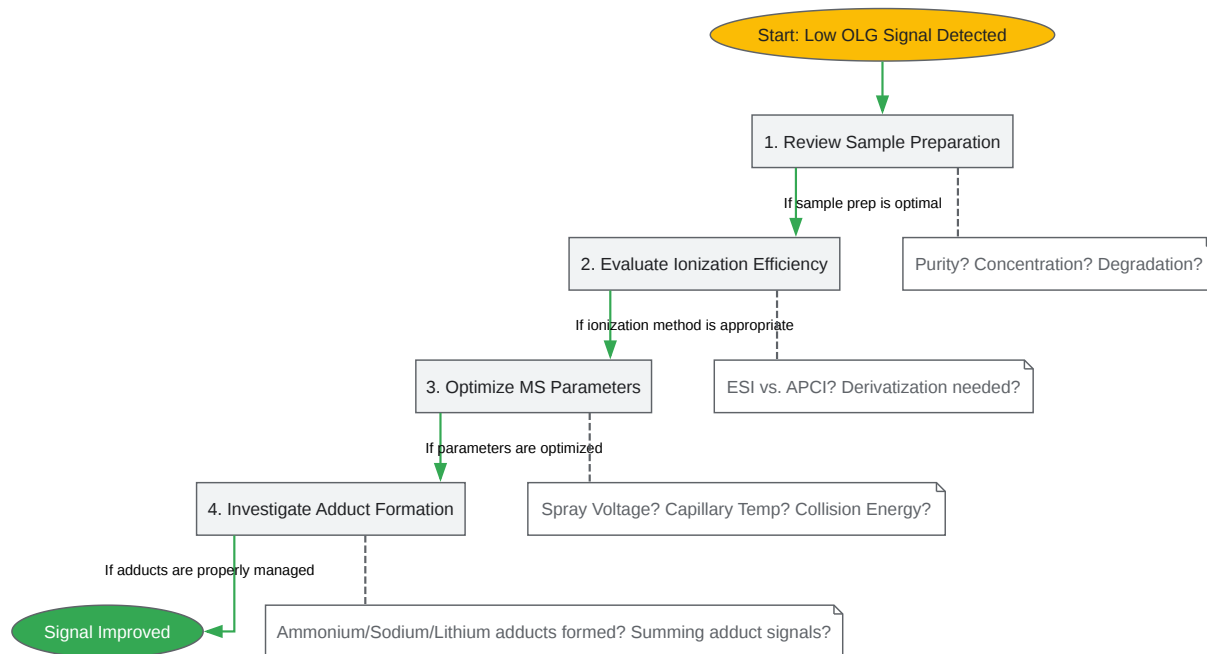 Start: Low OLG Signal Detected
1. Review Sample Preparation
If sample prep is optimal
2. Evaluate Ionization Efficiency
Purity? Concentration? Degradation?
If ionization method is appropriate
3. Optimize MS Parameters
ESI vs. APCI? Derivatization needed?
If parameters are optimized
4. Investigate Adduct Formation
Spray Voltage? Capillary Temp? Collision Energy?
If adducts are properly managed
Signal Improved
Ammonium/Sodium/Lithium adducts formed? Summing adduct signals?